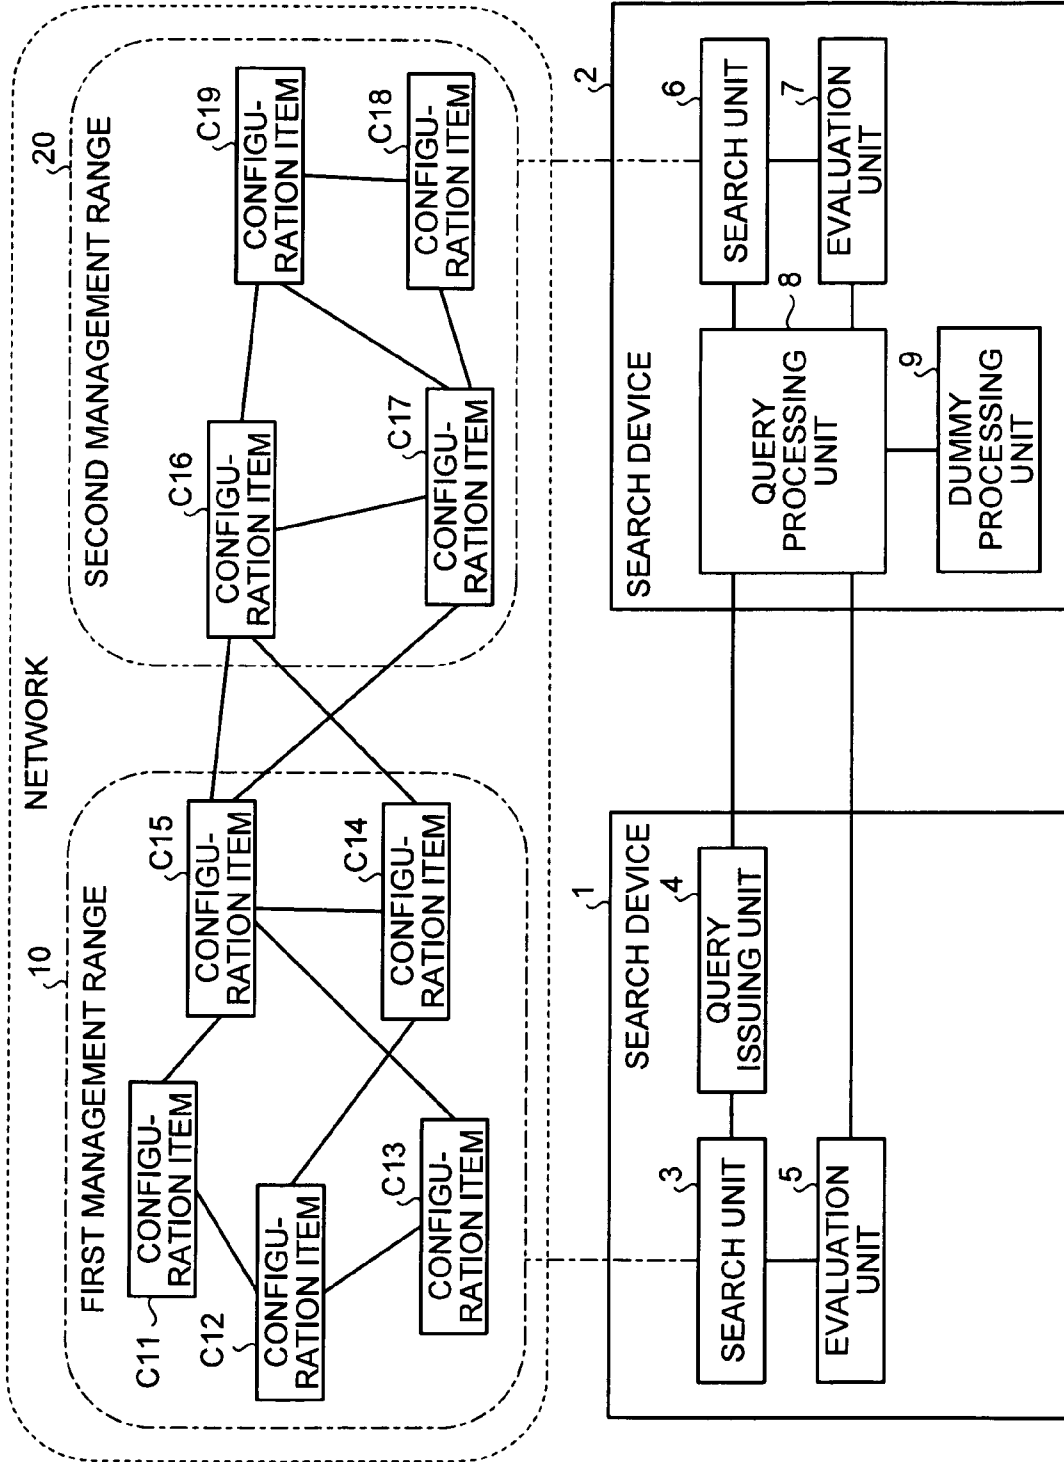 NETWORK
10
FIRST MANAGEMENT RANGE
C11
CONFIGU-
RATION ITEM
C12
CONFIGU-
RATION ITEM
C13
CONFIGU-
RATION ITEM
C15
CONFIGU-
RATION ITEM
C14
CONFIGU-
RATION ITEM
20
SECOND MANAGEMENT RANGE
C16
CONFIGU-
RATION ITEM
C17
CONFIGU-
RATION ITEM
C19
CONFIGU-
RATION ITEM
C18
CONFIGU-
RATION ITEM
1
SEARCH DEVICE
3
SEARCH UNIT
4
QUERY
ISSUING UNIT
5
EVALUATION
UNIT
2
SEARCH DEVICE
QUERY
PROCESSING
UNIT
8
6
SEARCH UNIT
7
EVALUATION
UNIT
9
DUMMY
PROCESSING
UNIT